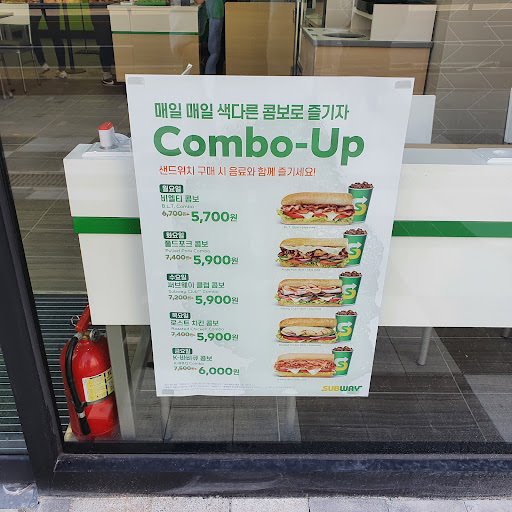 매일 매일 색다른 콤보로 즐기자
Combo-Up
샌드위치 구매 시 음료와 함께 즐기세요!
월요일
비엘티 콤보
B.L.T. Combo
6,700원 5,700원
화요일
풀드포크 콤보
Pulled Pork Combo
7,400원 5,900원
수요일
써브웨이 클럽 콤보
Subway Club Combo
7,200원 5,900원
목요일
로스트 치킨 콤보
Roasted Chicken Combo
7,400원 5,900원
금요일
K-바비큐 콤보
K-BBQ Combo
7,500원 6,000원
SUBWAY